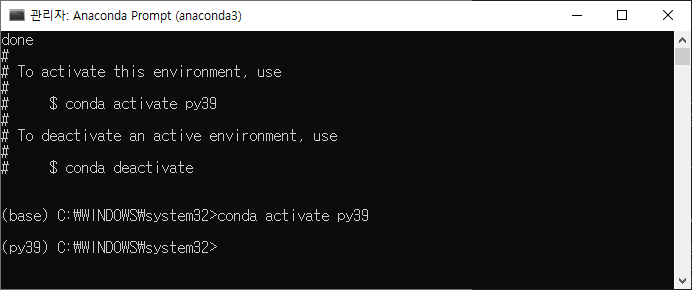 관리자: Anaconda Prompt (anaconda3)
done
#
# To activate this environment, use
#
#     $ conda activate py39
#
# To deactivate an active environment, use
#
#     $ conda deactivate
(base) C:₩WINDOWS₩system32>conda activate py39
(py39) C:₩WINDOWS₩system32>